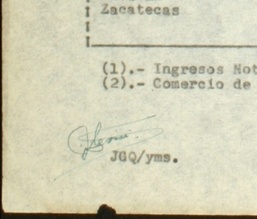 Zacatecas
(1).- Ingresos Not
(2).- Comercio de
JGQ/yms.